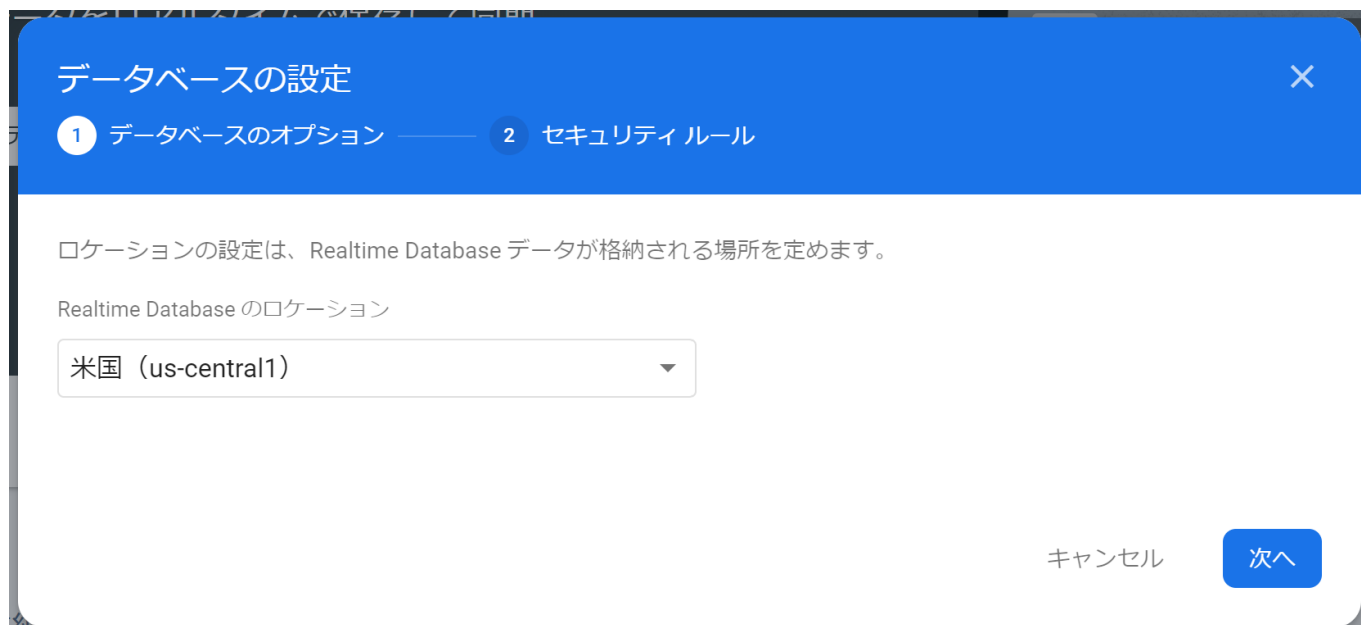 データベースの設定
1 データベースのオプション 2 セキュリティ ルール
ロケーションの設定は、Realtime Database データが格納される場所を定めます。
Realtime Database のロケーション
米国（us-central1）
キャンセル 次へ